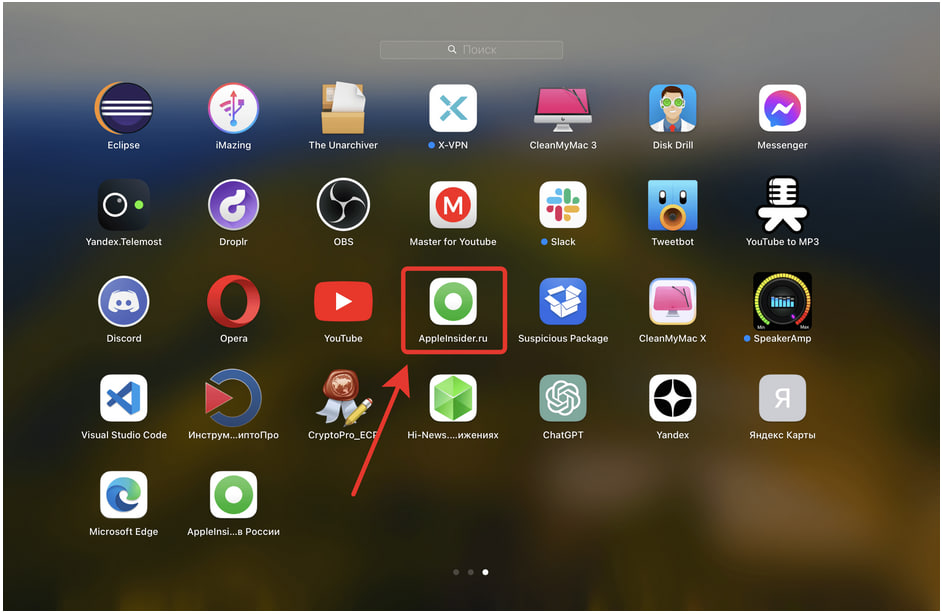 Поиск
Eclipse
iMazing
The Unarchiver
X-VPN
CleanMyMac 3
Disk Drill
Messenger
Yandex.Telemost
Droplr
OBS
M
Master for Youtube
Slack
Tweetbot
YouTube to MP3
Discord
Opera
YouTube
AppleInsider.ru
Suspicious Package
CleanMyMac X
Min
Max
SpeakerAmp
Visual Studio Code
Инструм...иптоПро
CryptoPro_ECP
Hi-News....ижениях
ChatGPT
Yandex
Я
Яндекс Карты
Microsoft Edge
AppleInsi...в России